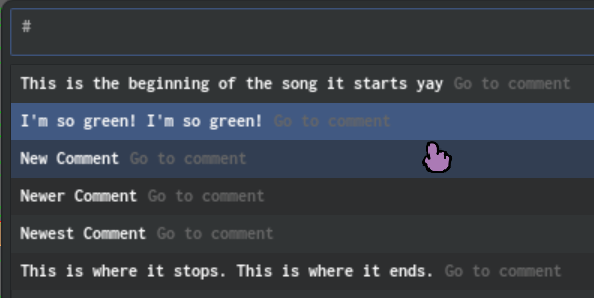 #
This is the beginning of the song it starts yay Go to comment
I'm so green! I'm so green! Go to comment
New Comment Go to comment
Newer Comment Go to comment
Newest Comment Go to comment
This is where it stops. This is where it ends. Go to comment